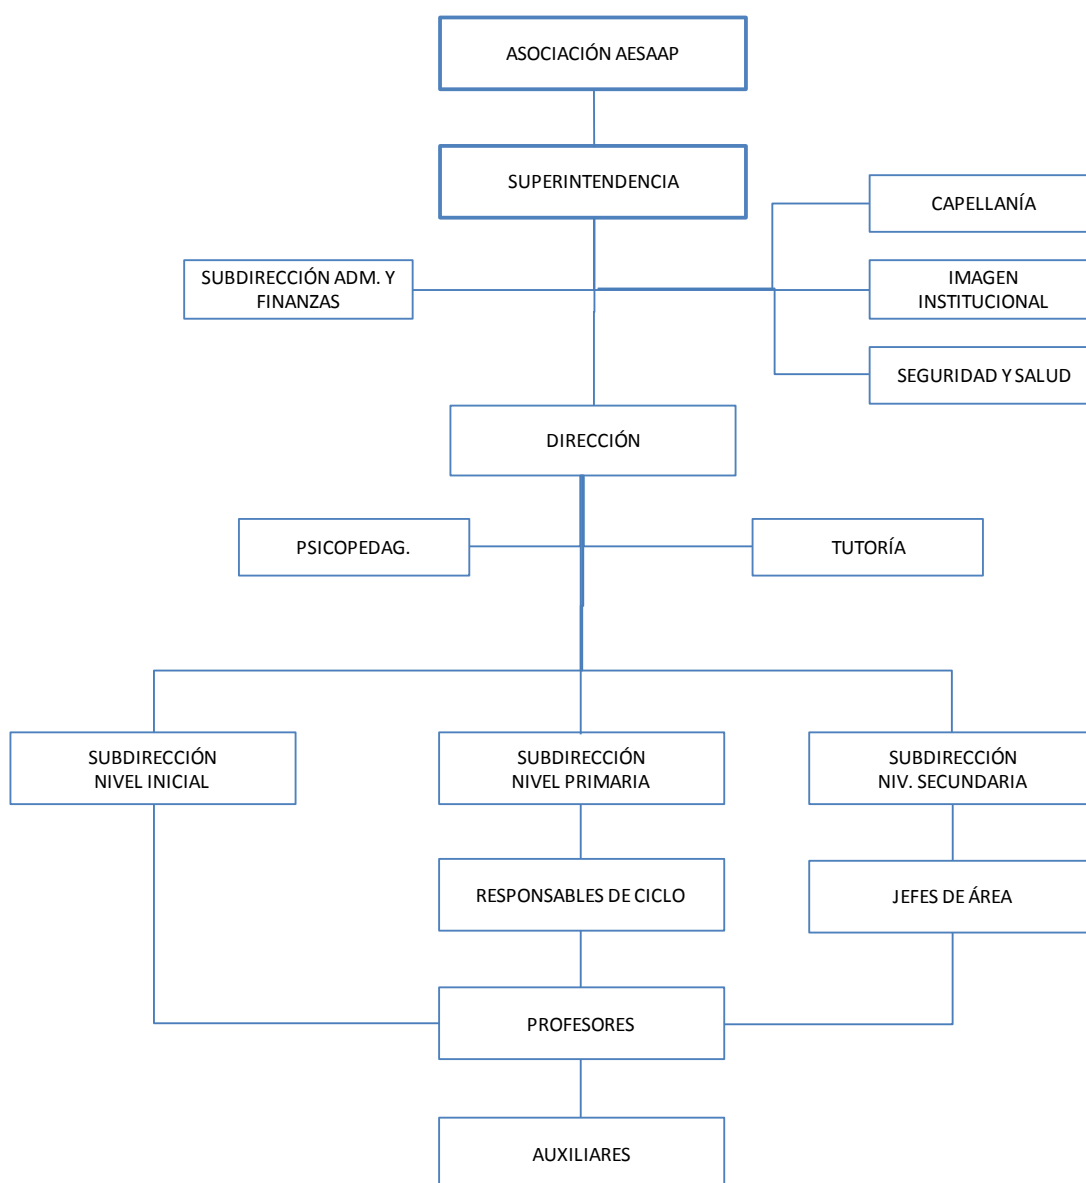 ASOCIACIÓN AESAAP
SUPERINTENDENCIA
CAPELLANÍA
SUBDIRECCIÓN ADM. Y
FINANZAS
IMAGEN
INSTITUCIONAL
SEGURIDAD Y SALUD
DIRECCIÓN
PSICOPEDAG.
TUTORÍA
SUBDIRECCIÓN
NIVEL INICIAL
SUBDIRECCIÓN
NIVEL PRIMARIA
SUBDIRECCIÓN
NIV. SECUNDARIA
RESPONSABLES DE CICLO
JEFES DE ÁREA
PROFESORES
AUXILIARES